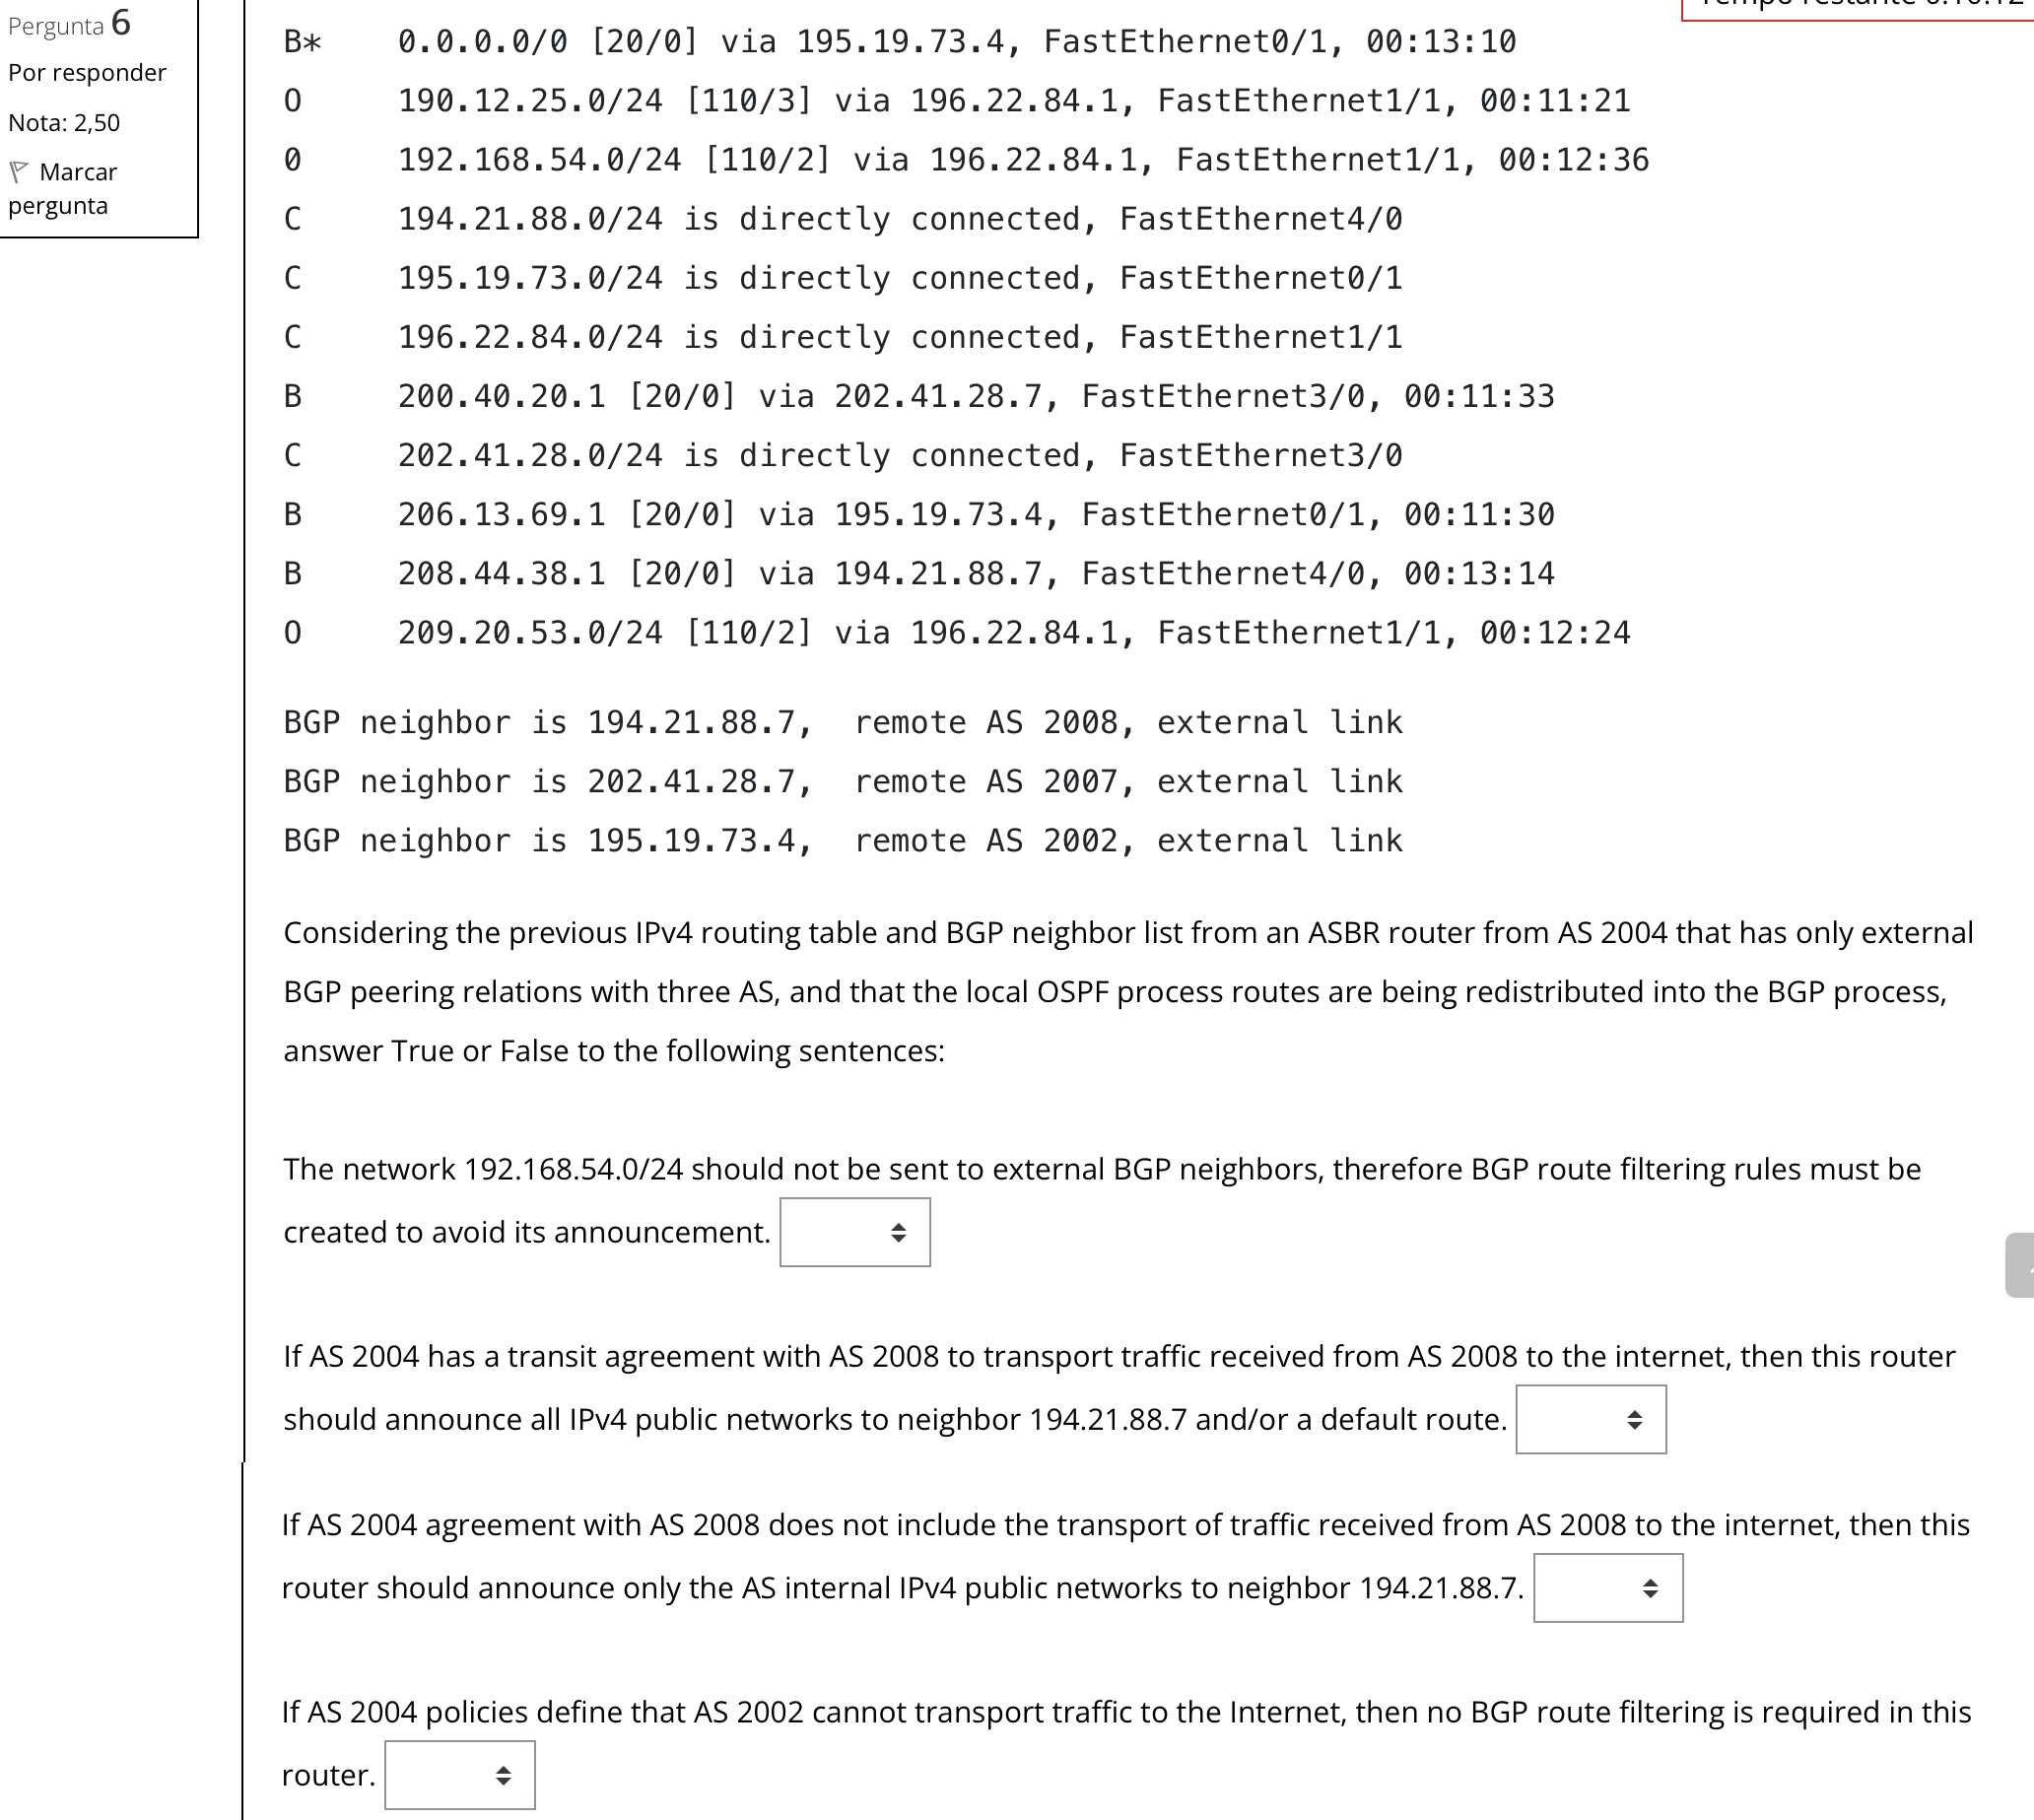 Pergunta 6
Por responder
Nota: 2,50
Marcar
pergunta
B* 0.0.0.0/0 [20/0] via 195.19.73.4, FastEthernet0/1, 00:13:10
O 190.12.25.0/24 [110/3] via 196.22.84.1, FastEthernet1/1, 00:11:21
0 192.168.54.0/24 [110/2] via 196.22.84.1, FastEthernet1/1, 00:12:36
C 194.21.88.0/24 is directly connected, FastEthernet4/0
C 195.19.73.0/24 is directly connected, FastEthernet0/1
C 196.22.84.0/24 is directly connected, FastEthernet1/1
B 200.40.20.1 [20/0] via 202.41.28.7, FastEthernet3/0, 00:11:33
C 202.41.28.0/24 is directly connected, FastEthernet3/0
B 206.13.69.1 [20/0] via 195.19.73.4, FastEthernet0/1, 00:11:30
B 208.44.38.1 [20/0] via 194.21.88.7, FastEthernet4/0, 00:13:14
O 209.20.53.0/24 [110/2] via 196.22.84.1, FastEthernet1/1, 00:12:24
BGP neighbor is 194.21.88.7, remote AS 2008, external link
BGP neighbor is 202.41.28.7, remote AS 2007, external link
BGP neighbor is 195.19.73.4, remote AS 2002, external link
Considering the previous IPv4 routing table and BGP neighbor list from an ASBR router from AS 2004 that has only external
BGP peering relations with three AS, and that the local OSPF process routes are being redistributed into the BGP process,
answer True or False to the following sentences:
The network 192.168.54.0/24 should not be sent to external BGP neighbors, therefore BGP route filtering rules must be
created to avoid its announcement.
If AS 2004 has a transit agreement with AS 2008 to transport traffic received from AS 2008 to the internet, then this router
should announce all IPv4 public networks to neighbor 194.21.88.7 and/or a default route.
If AS 2004 agreement with AS 2008 does not include the transport of traffic received from AS 2008 to the internet, then this
router should announce only the AS internal IPv4 public networks to neighbor 194.21.88.7.
If AS 2004 policies define that AS 2002 cannot transport traffic to the Internet, then no BGP route filtering is required in this
router.